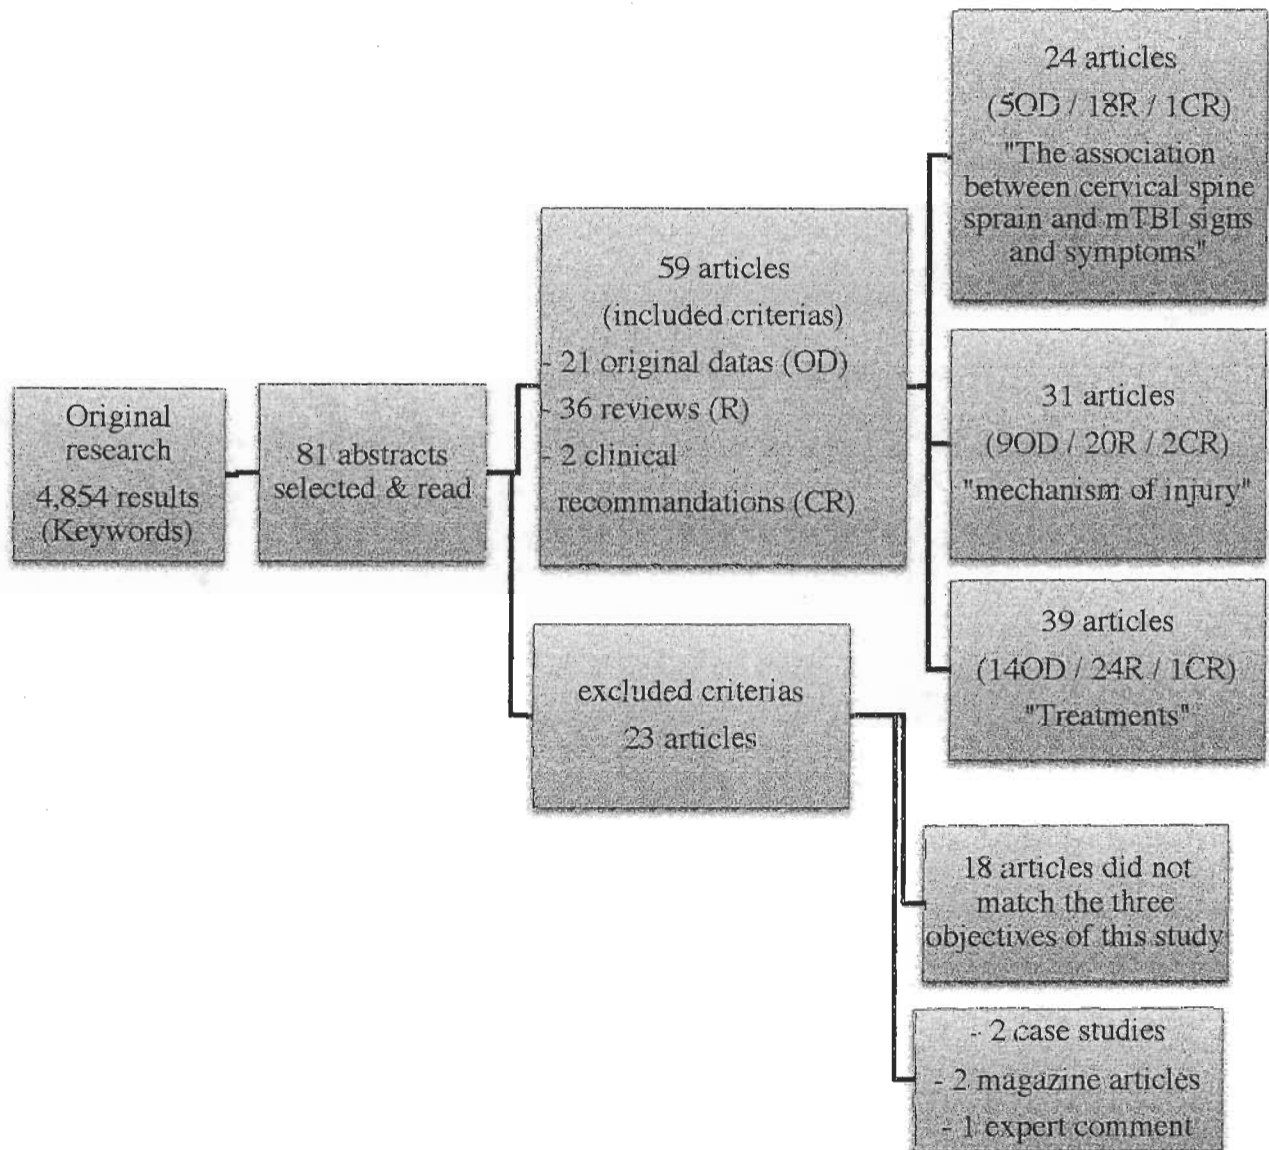 Original
research
4,854 results
(Keywords)
81 abstracts
selected & read
59 articles
(included criterias)
- 21 original datas (OD)
- 36 reviews (R)
- 2 clinical
recommandations (CR)
excluded criterias
23 articles
24 articles
(5OD / 18R / 1CR)
"The association
between cervical spine
sprain and mTBI signs
and symptoms"
31 articles
(9OD / 20R / 2CR)
"mechanism of injury"
39 articles
(14OD / 24R / 1CR)
"Treatments"
18 articles did not
match the three
objectives of this study
- 2 case studies
- 2 magazine articles
- 1 expert comment